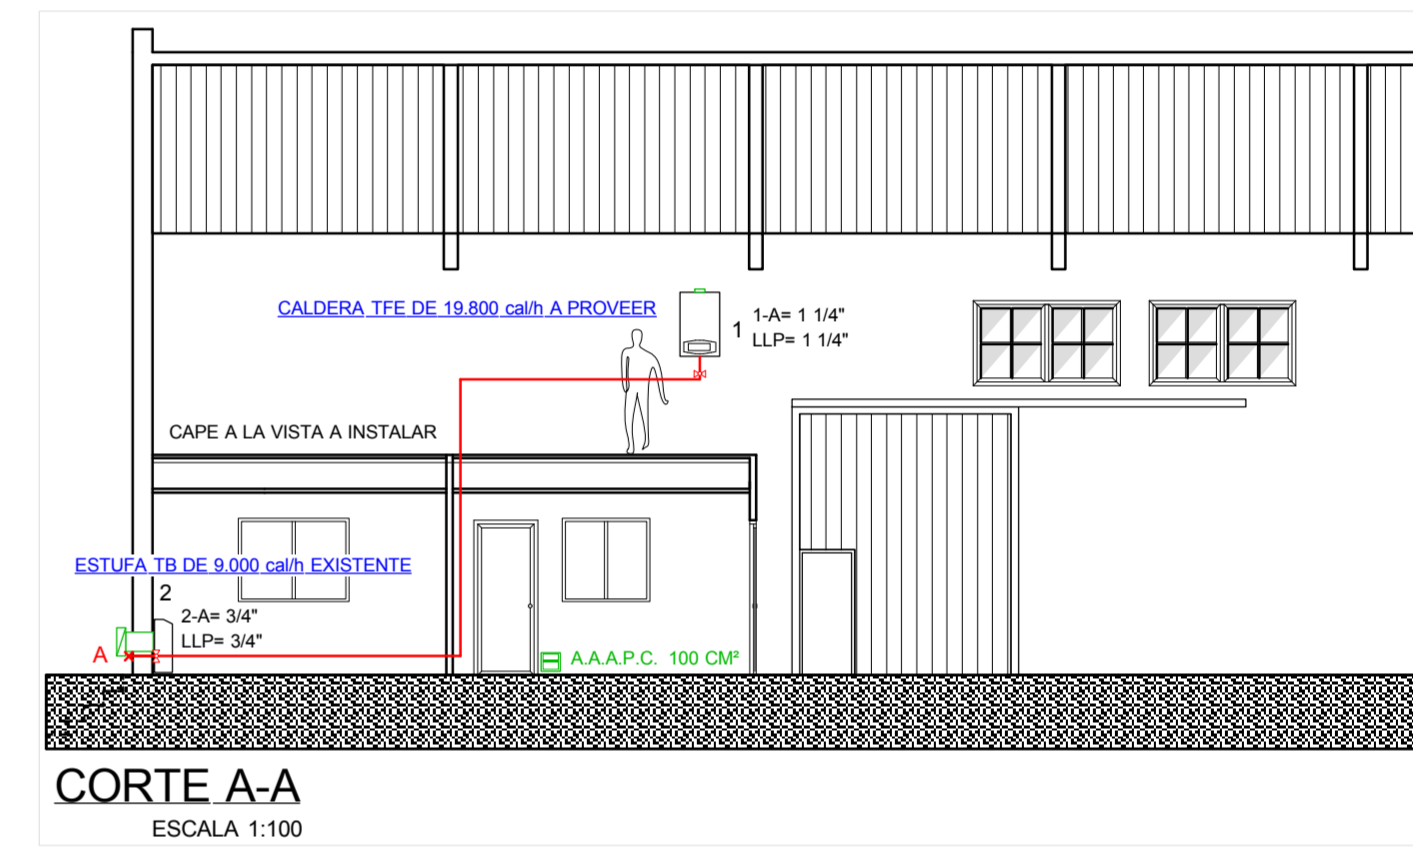 CALDERA TFE DE 19.800 cal/h A PROVEER
1
1-A= 1 1/4"
LLP= 1 1/4"
CAPE A LA VISTA A INSTALAR
ESTUFA TB DE 9.000 cal/h EXISTENTE
2
2-A= 3/4"
LLP= 3/4"
A
A.A.A.P.C. 100 CM²
CORTE A-A
ESCALA 1:100